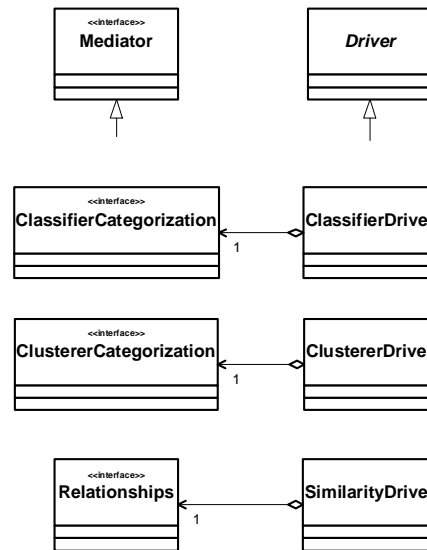 <<interface>>
Mediator
Driver
<<interface>>
ClassifierCategorization
ClassifierDrive
1
<<interface>>
ClustererCategorization
ClustererDrive
1
<<interface>>
Relationships
SimilarityDrive
1